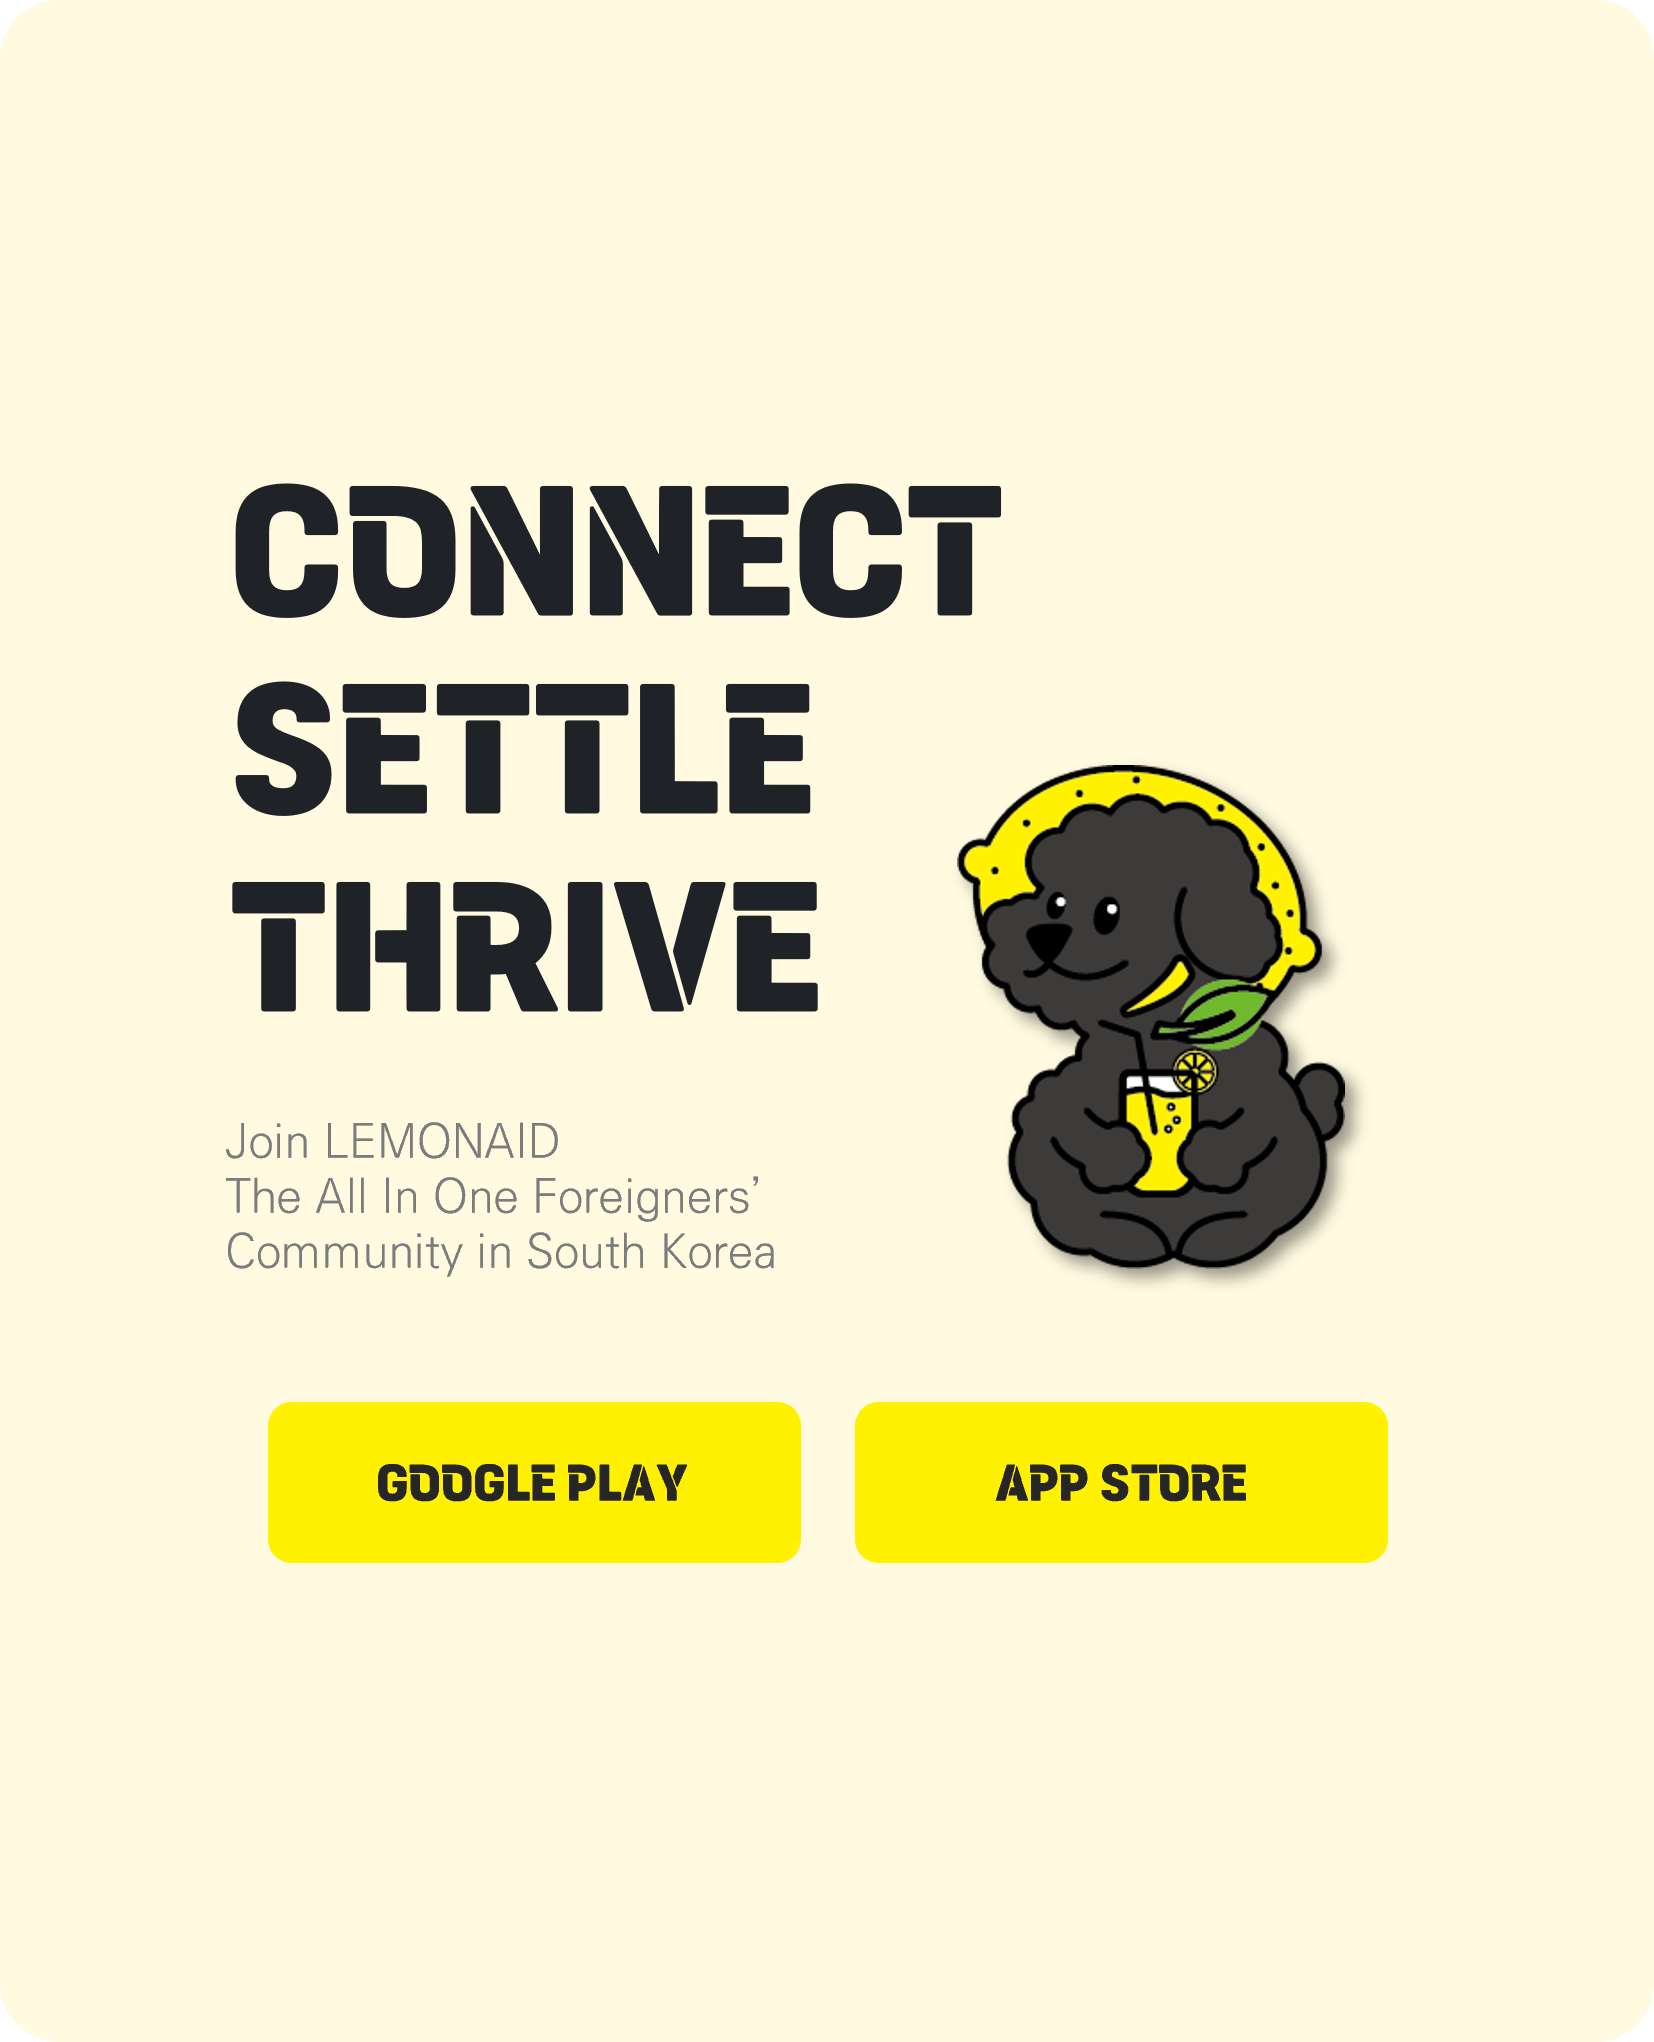 CONNECT
SETTLE
THRIVE
Join LEMONAID
The All In One Foreigners’
Community in South Korea
GOOGLE PLAY
APP STORE